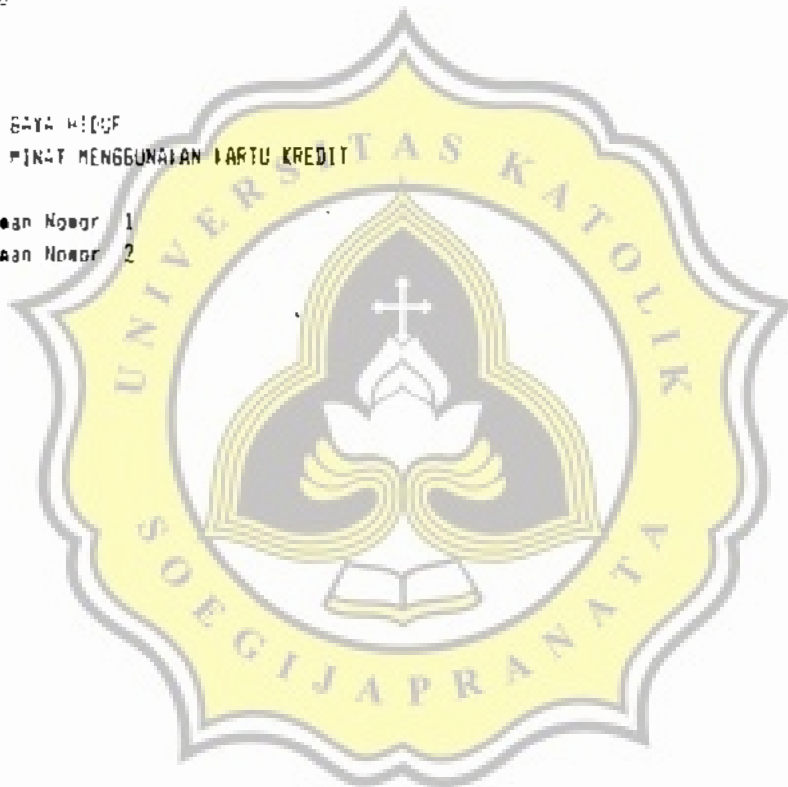 GAYA HIDUP
MINAT MENGGUNAKAN KARTU KREDIT
aan Nomor 1
aan Nomor 2
UNIVERSITAS KATOLIK
SOEGIJAPRANATA